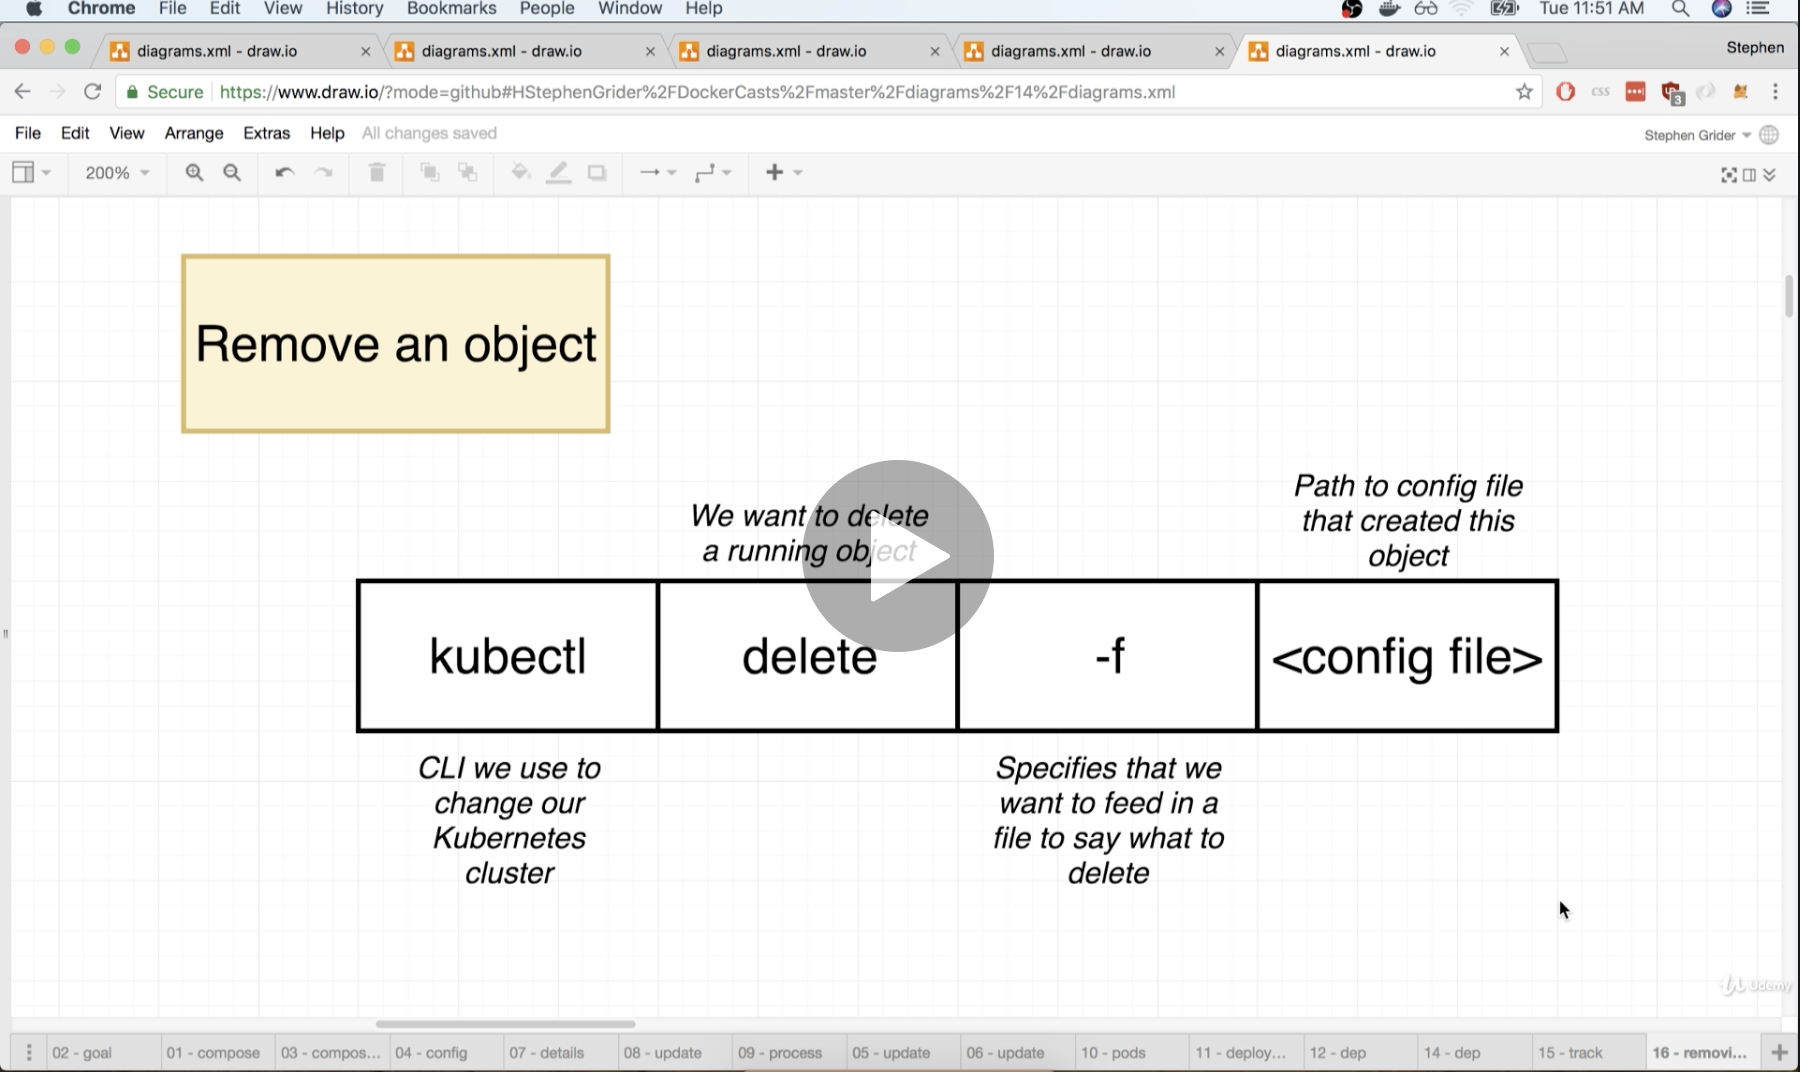 Chrome File Edit View History Bookmarks People Window Help Tue 11:51 AM
diagrams.xml - draw.io diagrams.xml - draw.io diagrams.xml - draw.io diagrams.xml - draw.io diagrams.xml - draw.io Stephen
Secure https://www.draw.io/?mode=github#HStephenGrider%2FDockerCasts%2Fmaster%2Fdiagrams%2F14%2Fdiagrams.xml css 3
File Edit View Arrange Extras Help All changes saved Stephen Grider
200%
Remove an object
We want to delete
a running object
Path to config file
that created this
object
kubectl delete -f <config file>
CLI we use to
change our
Kubernetes
cluster
Specifies that we
want to feed in a
file to say what to
delete
Udemy
02 - goal 01 - compose 03 - compos... 04 - config 07 - details 08 - update 09 - process 05 - update 06 - update 10 - pods 11 - deploy... 12 - dep 14 - dep 15 - track 16 - removi...